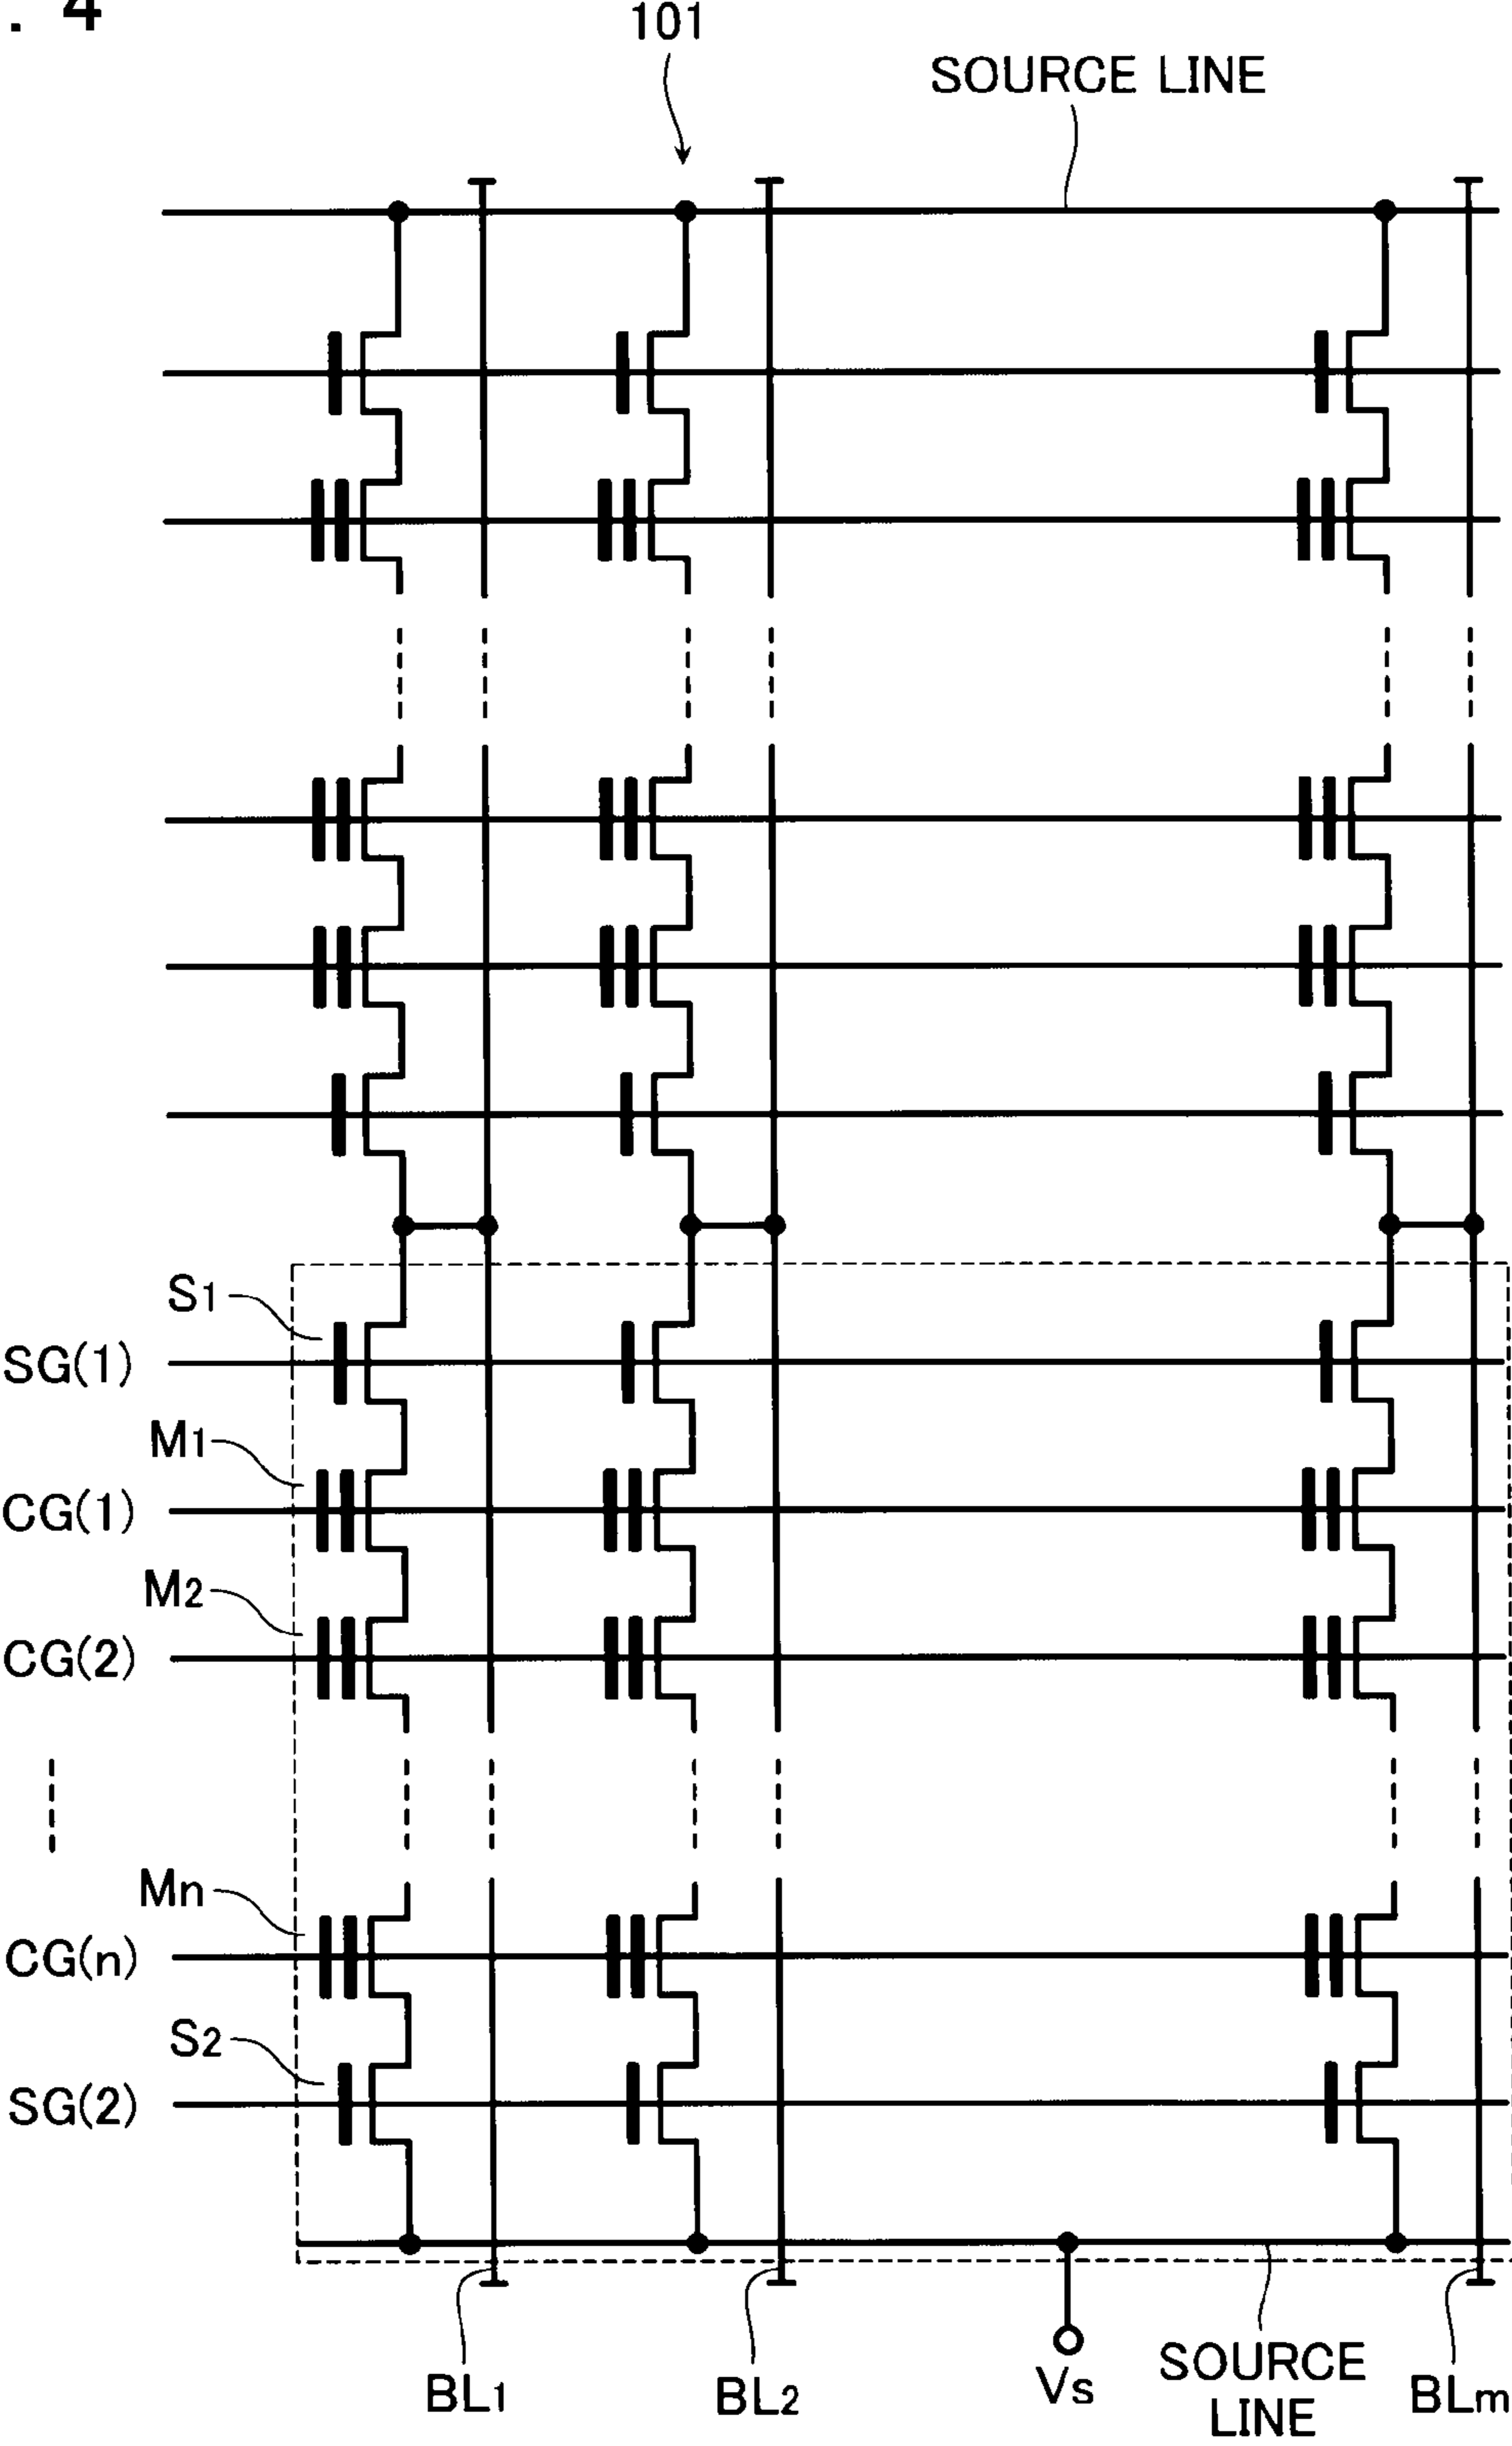 . 4
101
SOURCE LINE
S1
SG(1)
M1
CG(1)
M2
CG(2)
Mn
CG(n)
S2
SG(2)
BL1
BL2
Vs
SOURCE
LINE
BLm